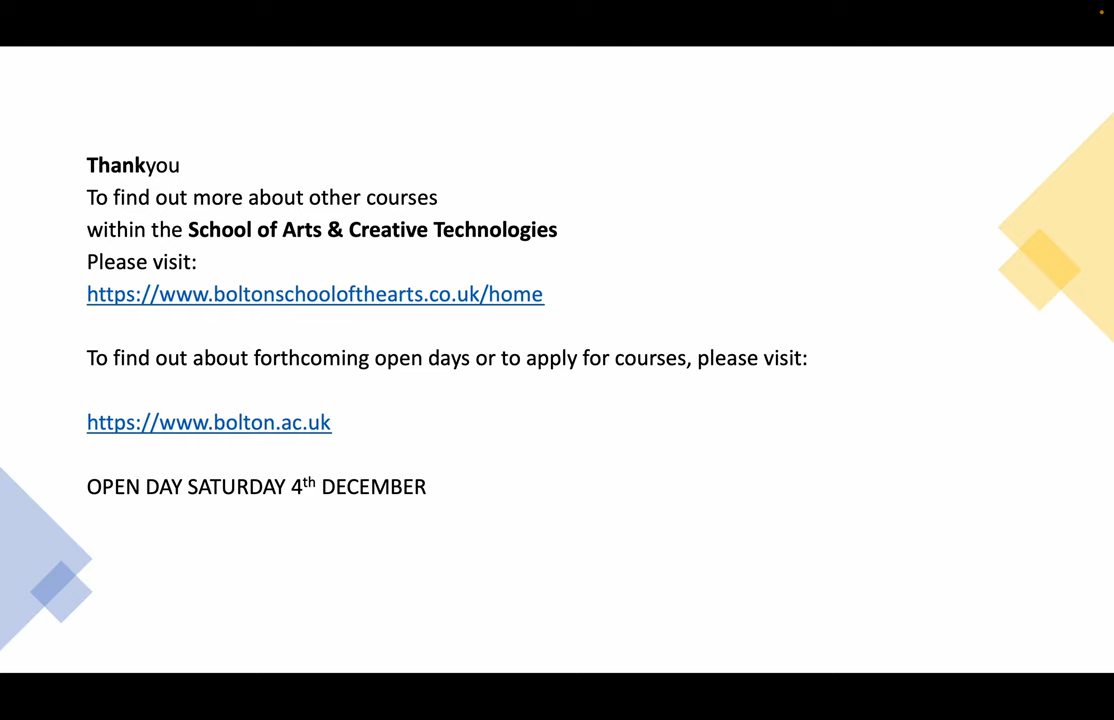 Thankyou
To find out more about other courses
within the School of Arts & Creative Technologies
Please visit:
https://www.boltonschoolofthearts.co.uk/home
To find out about forthcoming open days or to apply for courses, please visit:
https://www.bolton.ac.uk
OPEN DAY SATURDAY 4th DECEMBER